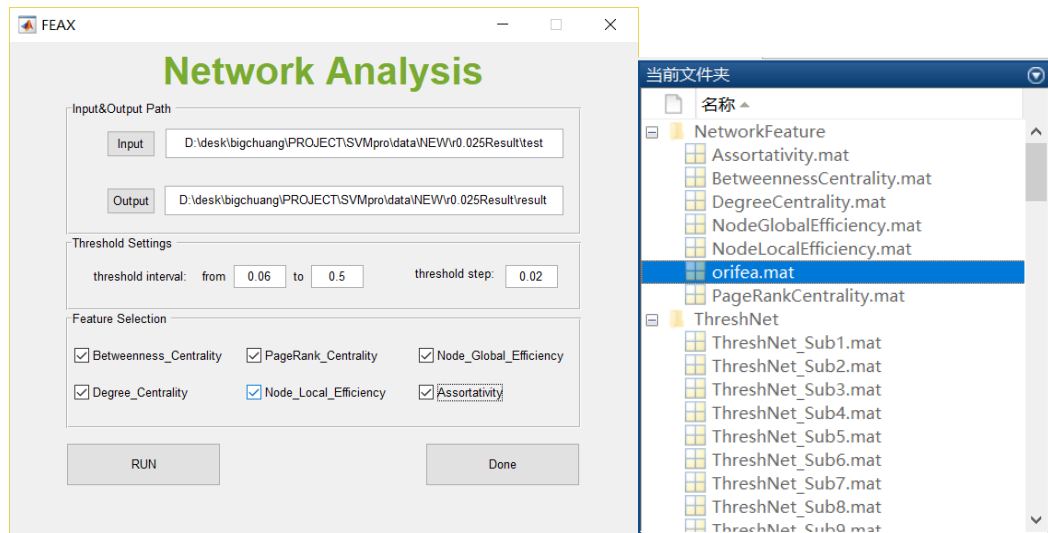 FEAX
Network Analysis
Input&Output Path
Input D:\desk\bigchuang\PROJECT\SVMpro\data\NEW\r0.025Result\test
Output D:\desk\bigchuang\PROJECT\SVMpro\data\NEW\r0.025Result\result
Threshold Settings
threshold interval: from 0.06 to 0.5 threshold step: 0.02
Feature Selection
Betweenness_Centrality PageRank_Centrality Node_Global_Efficiency
Degree_Centrality Node_Local_Efficiency Assortativity
RUN Done
当前文件夹
名称
NetworkFeature
Assortativity.mat
BetweennessCentrality.mat
DegreeCentrality.mat
NodeGlobalEfficiency.mat
NodeLocalEfficiency.mat
orifea.mat
PageRankCentrality.mat
ThreshNet
ThreshNet_Sub1.mat
ThreshNet_Sub2.mat
ThreshNet_Sub3.mat
ThreshNet_Sub4.mat
ThreshNet_Sub5.mat
ThreshNet_Sub6.mat
ThreshNet_Sub7.mat
ThreshNet_Sub8.mat
ThreshNet_Sub9.mat